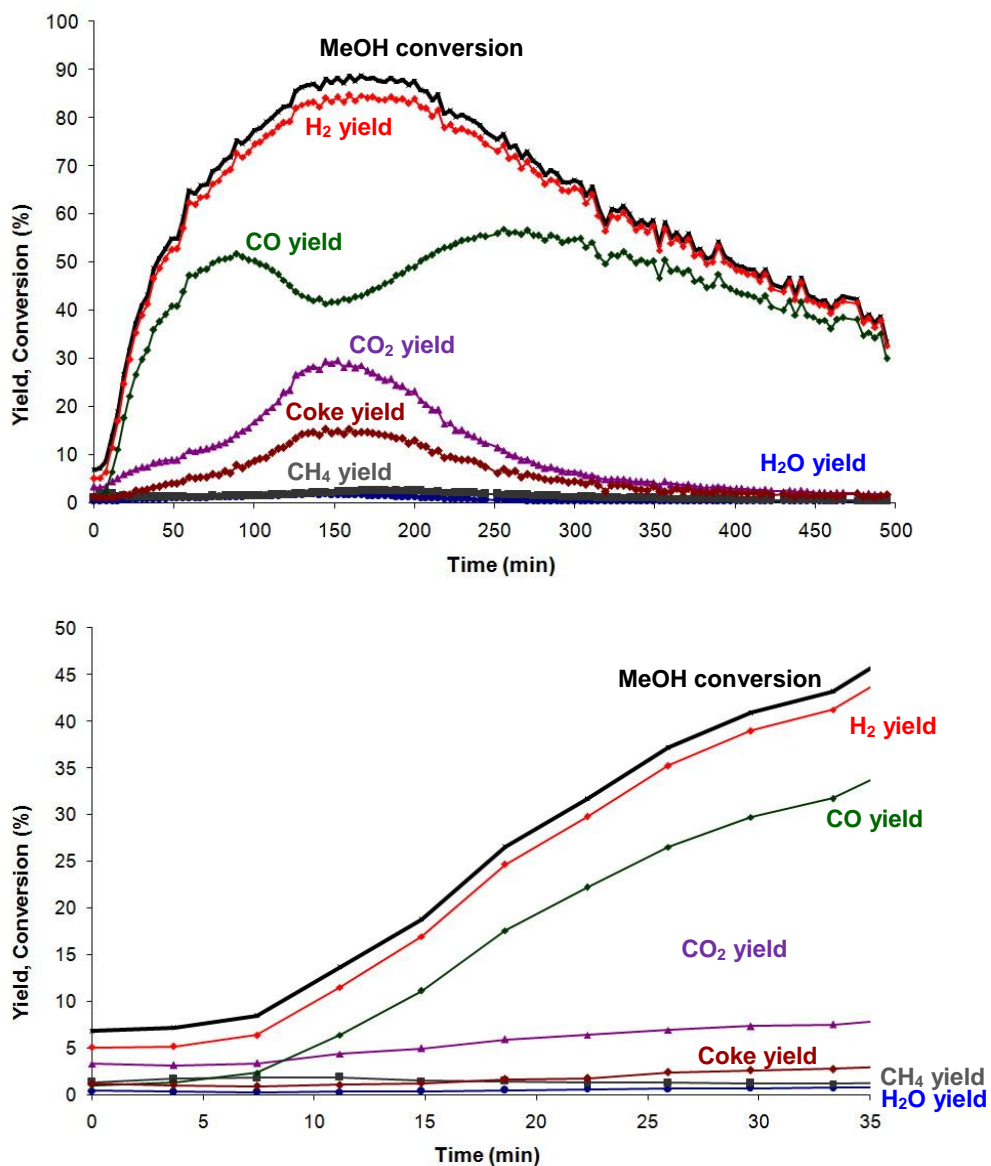 100
90
80
70
60
50
40
30
20
10
0
Yield, Conversion (%)
MeOH conversion
H₂ yield
CO yield
CO₂ yield
Coke yield
CH₄ yield
H₂O yield
0 50 100 150 200 250 300 350 400 450 500
Time (min)
50
45
40
35
30
25
20
15
10
5
0
Yield, Conversion (%)
MeOH conversion
H₂ yield
CO yield
CO₂ yield
Coke yield
CH₄ yield
H₂O yield
0 5 10 15 20 25 30 35
Time (min)